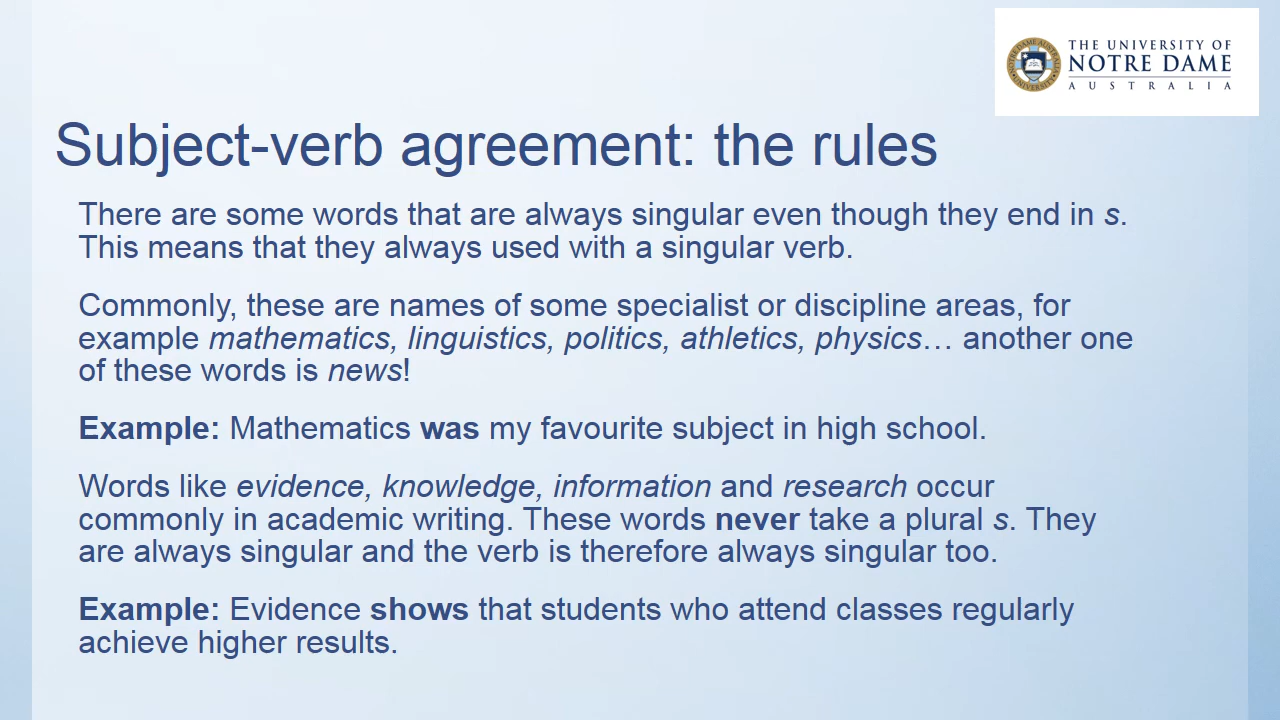 THE UNIVERSITY OF
NOTRE DAME
AUSTRALIA
Subject-verb agreement: the rules
There are some words that are always singular even though they end in s.
This means that they always used with a singular verb.
Commonly, these are names of some specialist or discipline areas, for
example mathematics, linguistics, politics, athletics, physics… another one
of these words is news!
Example: Mathematics was my favourite subject in high school.
Words like evidence, knowledge, information and research occur
commonly in academic writing. These words never take a plural s. They
are always singular and the verb is therefore always singular too.
Example: Evidence shows that students who attend classes regularly
achieve higher results.